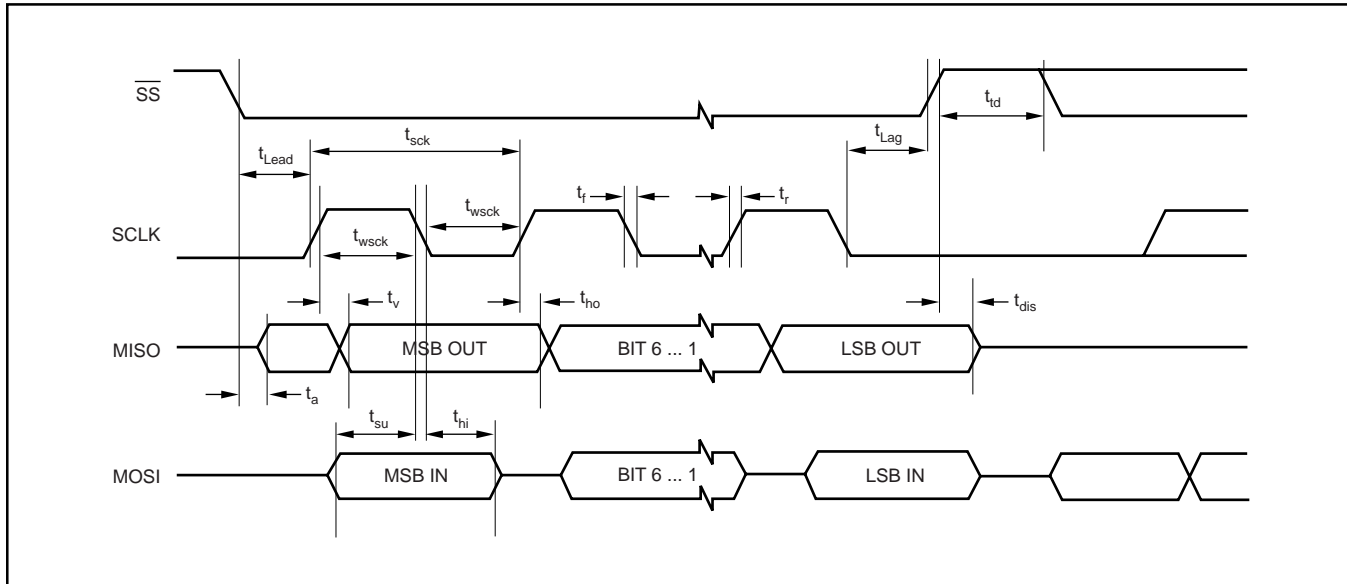 SS
t_td
t_sck
t_Lag
t_Lead
t_f
t_r
t_wsck
SCLK
t_wsck
t_v
t_ho
t_dis
MISO
MSB OUT
BIT 6 ... 1
LSB OUT
t_a
t_su
t_hi
MOSI
MSB IN
BIT 6 ... 1
LSB IN